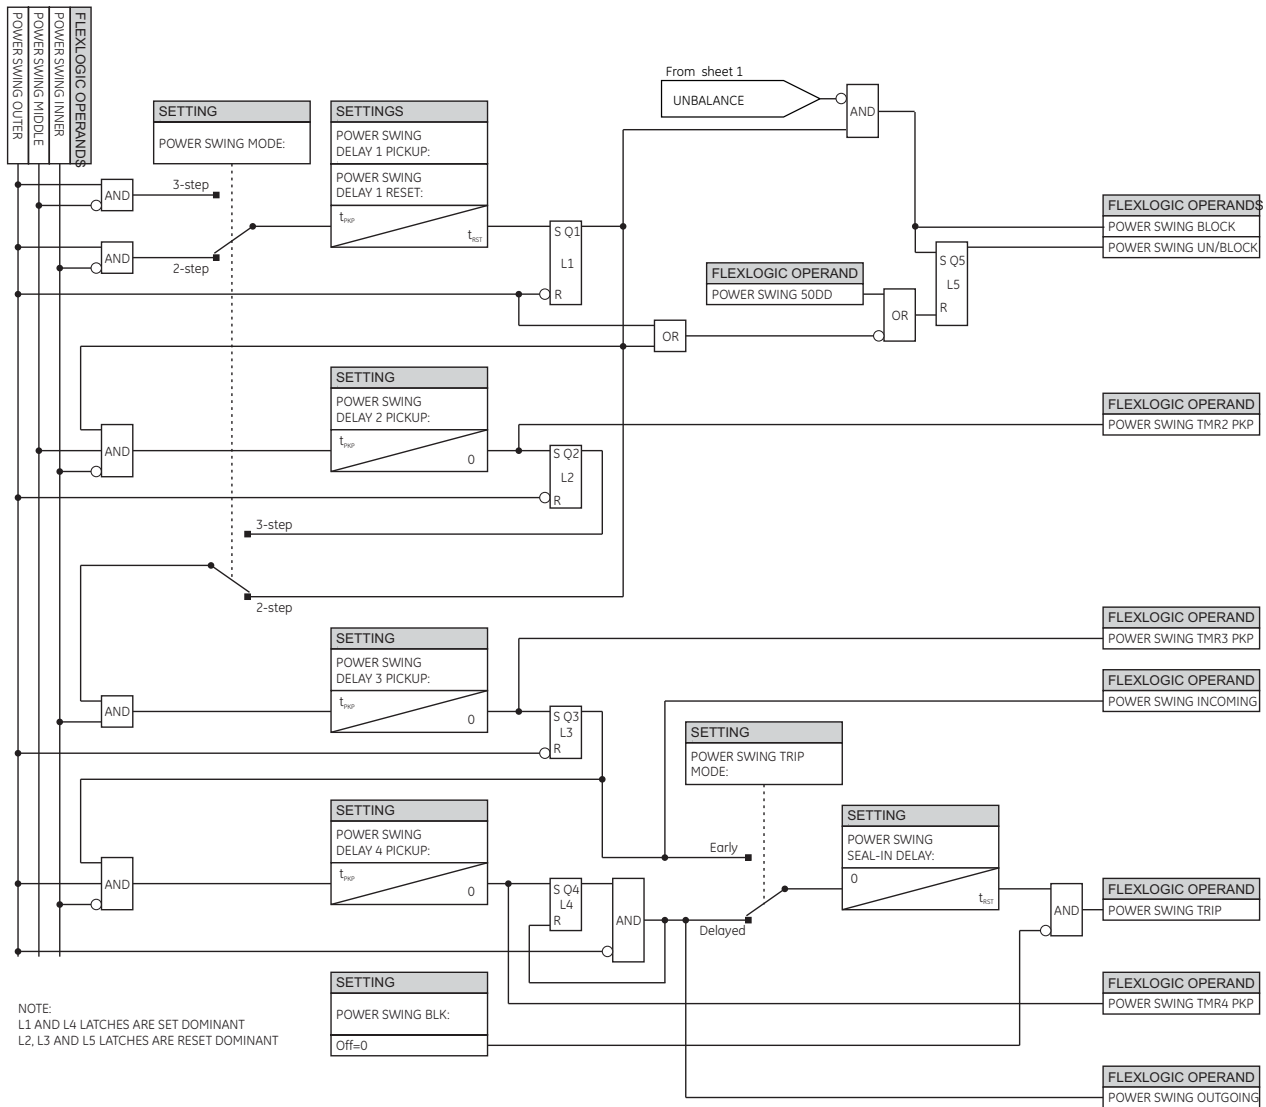 POWER SWING OUTER
POWER SWING MIDDLE
POWER SWING INNER
FLEXLOGIC OPERANDS
From sheet 1
UNBALANCE
AND
SETTING
POWER SWING MODE:
SETTINGS
POWER SWING
DELAY 1 PICKUP:
POWER SWING
DELAY 1 RESET:
tPKP
tRST
AND
3-step
AND
2-step
S Q1
L1
R
FLEXLOGIC OPERANDS
POWER SWING BLOCK
POWER SWING UN/BLOCK
S Q5
L5
R
FLEXLOGIC OPERAND
POWER SWING 50DD
OR
OR
SETTING
POWER SWING
DELAY 2 PICKUP:
tPKP
0
AND
S Q2
L2
R
FLEXLOGIC OPERAND
POWER SWING TMR2 PKP
3-step
2-step
SETTING
POWER SWING
DELAY 3 PICKUP:
tPKP
0
AND
S Q3
L3
R
FLEXLOGIC OPERAND
POWER SWING TMR3 PKP
FLEXLOGIC OPERAND
POWER SWING INCOMING
SETTING
POWER SWING TRIP
MODE:
SETTING
POWER SWING
DELAY 4 PICKUP:
tPKP
0
AND
S Q4
L4
R
AND
Early
Delayed
SETTING
POWER SWING
SEAL-IN DELAY:
0
tRST
AND
FLEXLOGIC OPERAND
POWER SWING TRIP
SETTING
POWER SWING BLK:
Off=0
FLEXLOGIC OPERAND
POWER SWING TMR4 PKP
NOTE:
L1 AND L4 LATCHES ARE SET DOMINANT
L2, L3 AND L5 LATCHES ARE RESET DOMINANT
FLEXLOGIC OPERAND
POWER SWING OUTGOING